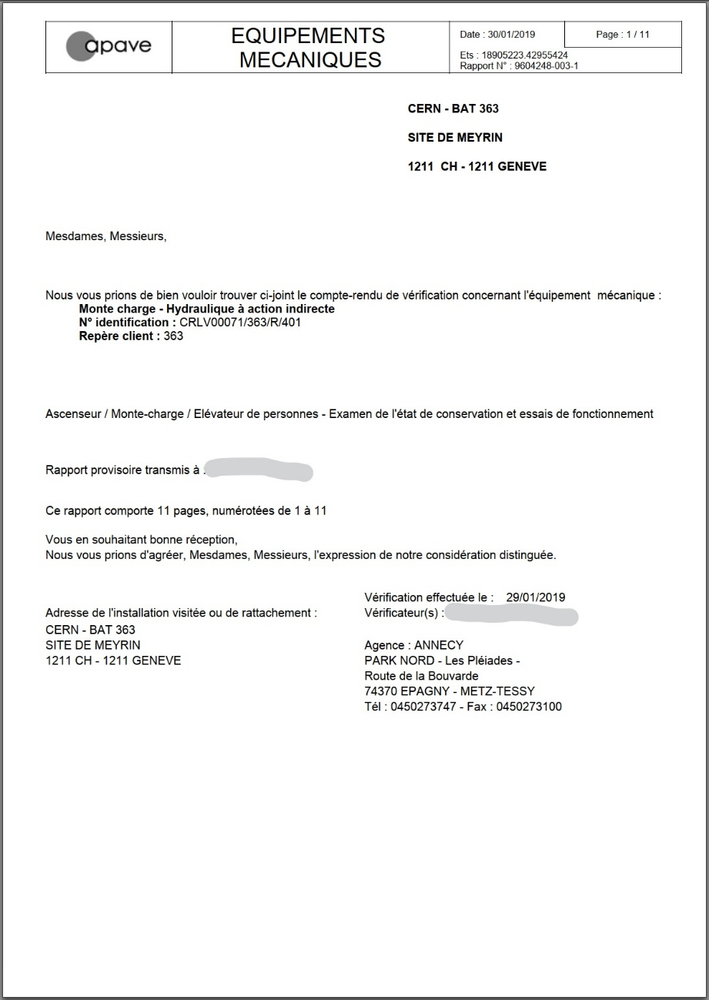 apave
EQUIPEMENTS
MECANIQUES
Date : 30/01/2019
Page : 1 / 11
Ets : 18905223.42955424
Rapport N° : 9604248-003-1
CERN - BAT 363
SITE DE MEYRIN
1211 CH - 1211 GENEVE
Mesdames, Messieurs,
Nous vous prions de bien vouloir trouver ci-joint le compte-rendu de vérification concernant l'équipement mécanique :
Monte charge - Hydraulique à action indirecte
N° identification : CRLV00071/363/R/401
Repère client : 363
Ascenseur / Monte-charge / Elévateur de personnes - Examen de l'état de conservation et essais de fonctionnement
Rapport provisoire transmis à :
Ce rapport comporte 11 pages, numérotées de 1 à 11
Vous en souhaitant bonne réception,
Nous vous prions d'agréer, Mesdames, Messieurs, l'expression de notre considération distinguée.
Adresse de l'installation visitée ou de rattachement :
CERN - BAT 363
SITE DE MEYRIN
1211 CH - 1211 GENEVE
Vérification effectuée le : 29/01/2019
Vérificateur(s) :
Agence : ANNECY
PARK NORD - Les Pléiades -
Route de la Bouvarde
74370 EPAGNY - METZ-TESSY
Tél : 0450273747 - Fax : 0450273100